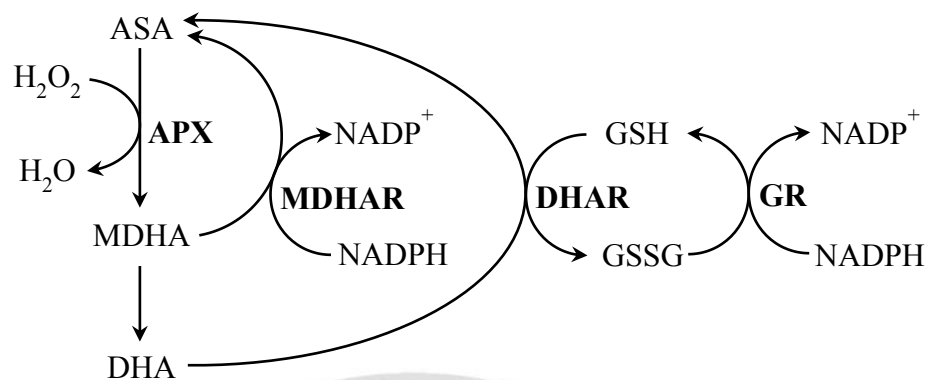 ASA
H₂O₂
APX
NADP⁺
GSH
NADP⁺
H₂O
MDHAR
DHAR
GR
MDHA
NADPH
GSSG
NADPH
DHA